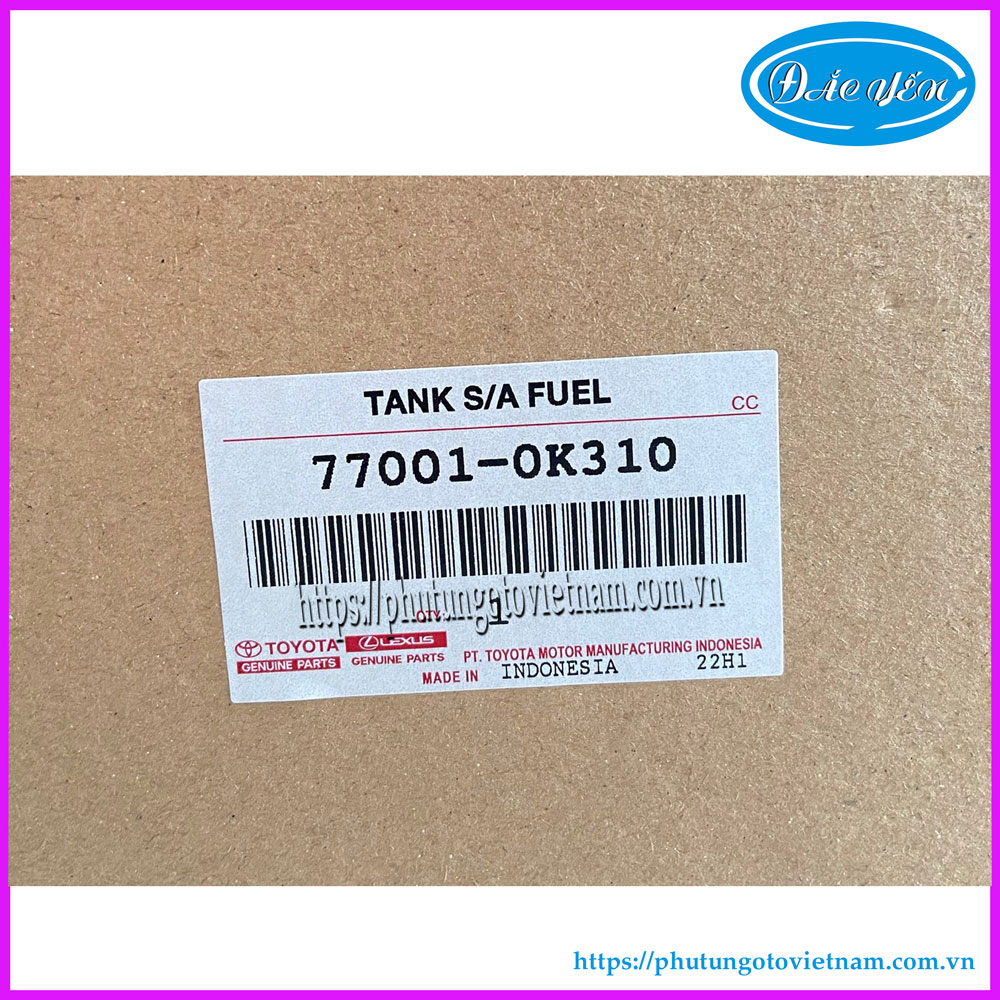 Đắc Yến
TANK S/A FUEL
CC
77001-0K310
https://phutungotovietnam.com.vn
QTY 1
TOYOTA
GENUINE PARTS
LEXUS
GENUINE PARTS
PT. TOYOTA MOTOR MANUFACTURING INDONESIA
MADE IN INDONESIA 22H1
https://phutungotovietnam.com.vn